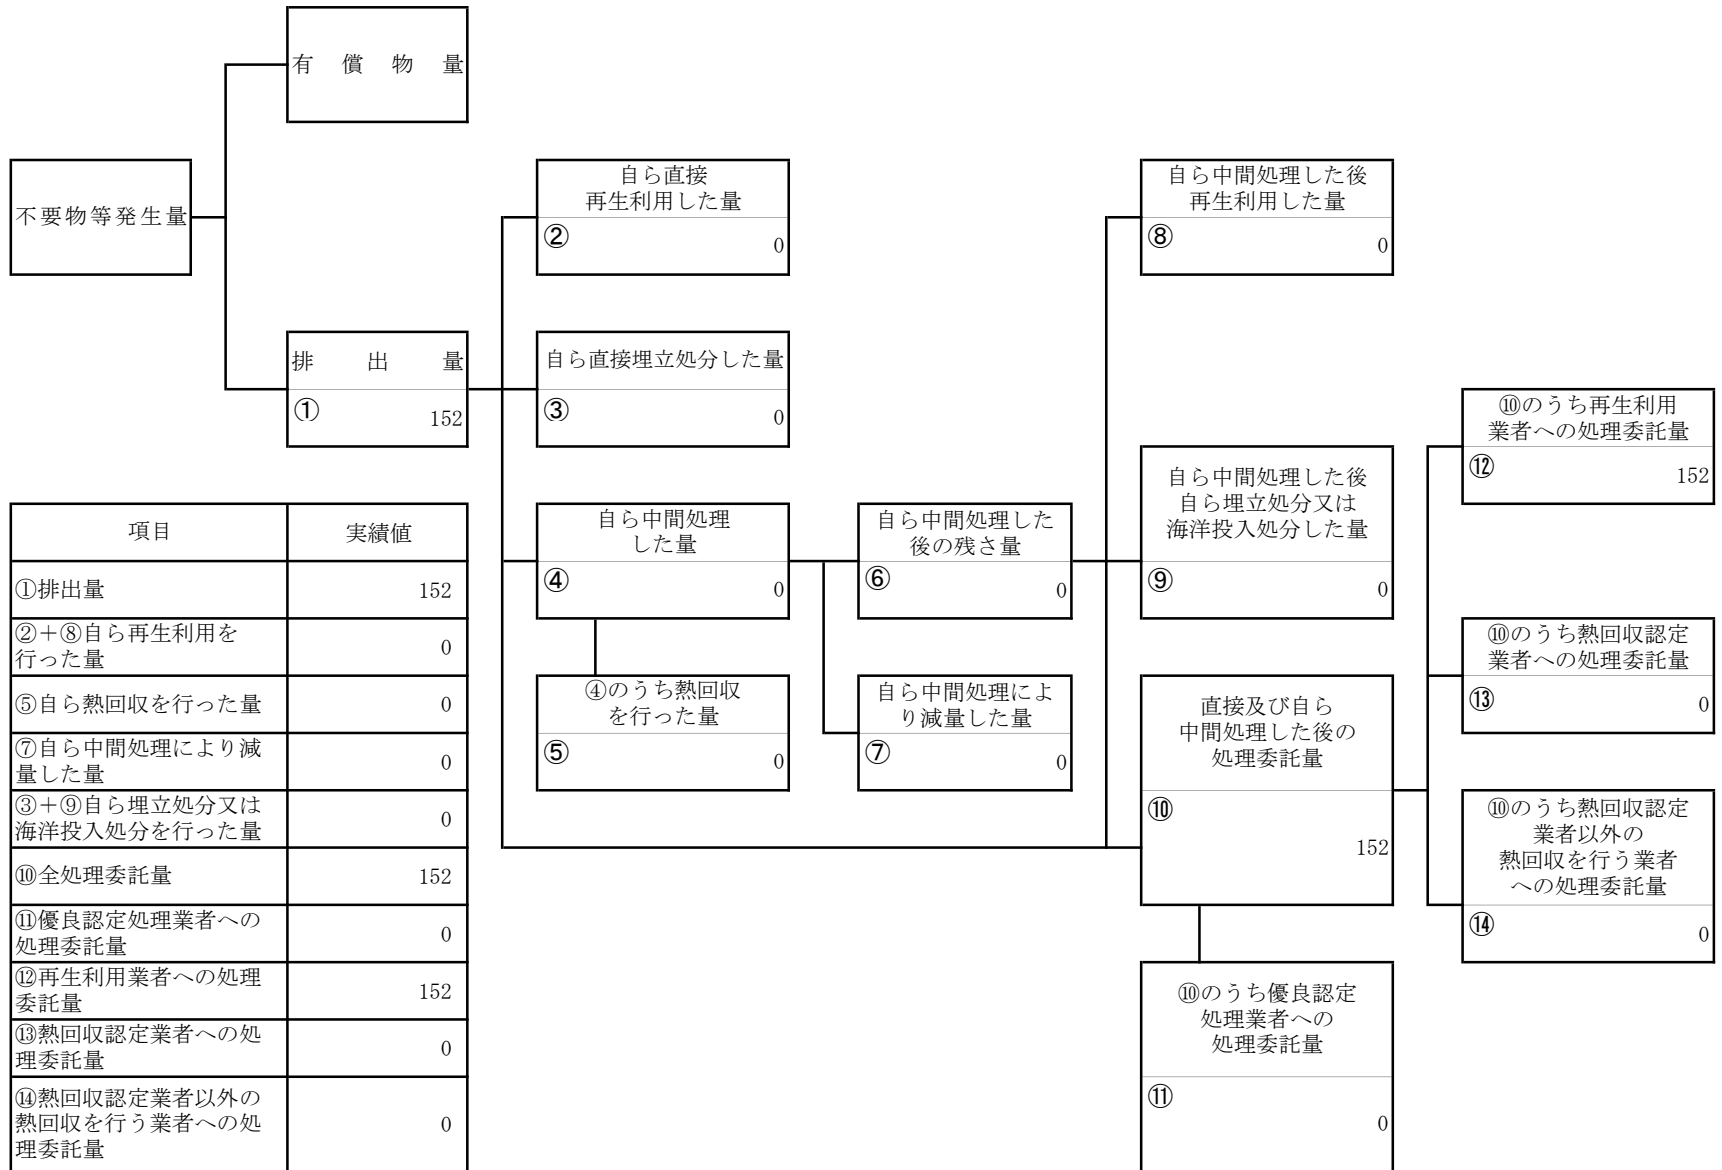 有償物量
不要物等発生量
排出量
①
152
自ら直接
再生利用した量
②
0
自ら直接埋立処分した量
③
0
自ら中間処理
した量
④
0
④のうち熱回収
を行った量
⑤
0
自ら中間処理した
後の残さ量
⑥
0
自ら中間処理によ
り減量した量
⑦
0
自ら中間処理した後
再生利用した量
⑧
0
自ら中間処理した後
自ら埋立処分又は
海洋投入処分した量
⑨
0
直接及び自ら
中間処理した後の
処理委託量
⑩
152
⑩のうち優良認定
処理業者への
処理委託量
⑪
0
⑩のうち再生利用
業者への処理委託量
⑫
152
⑩のうち熱回収認定
業者への処理委託量
⑬
0
⑩のうち熱回収認定
業者以外の
熱回収を行う業者
への処理委託量
⑭
0
項目 実績値
①排出量 152
②+⑧自ら再生利用を
行った量 0
⑤自ら熱回収を行った量 0
⑦自ら中間処理により減
量した量 0
③+⑨自ら埋立処分又は
海洋投入処分を行った量 0
⑩全処理委託量 152
⑪優良認定処理業者への
処理委託量 0
⑫再生利用業者への処理
委託量 152
⑬熱回収認定業者への処
理委託量 0
⑭熱回収認定業者以外の
熱回収を行う業者への処
理委託量 0